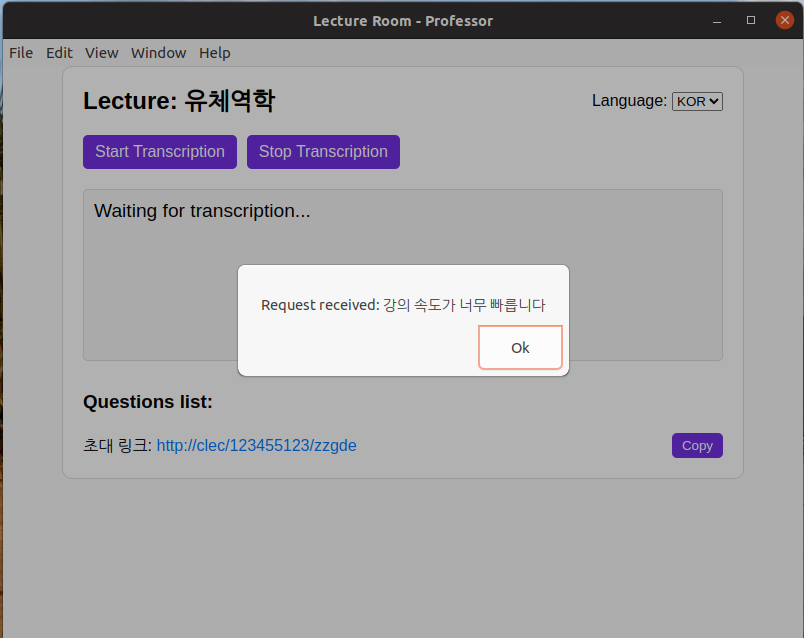 Lecture Room - Professor
File Edit View Window Help
Lecture: 유체역학
Language: KOR
Start Transcription Stop Transcription
Waiting for transcription...
Request received: 강의 속도가 너무 빠릅니다
Ok
Questions list:
초대 링크: http://clec/123455123/zzgde
Copy